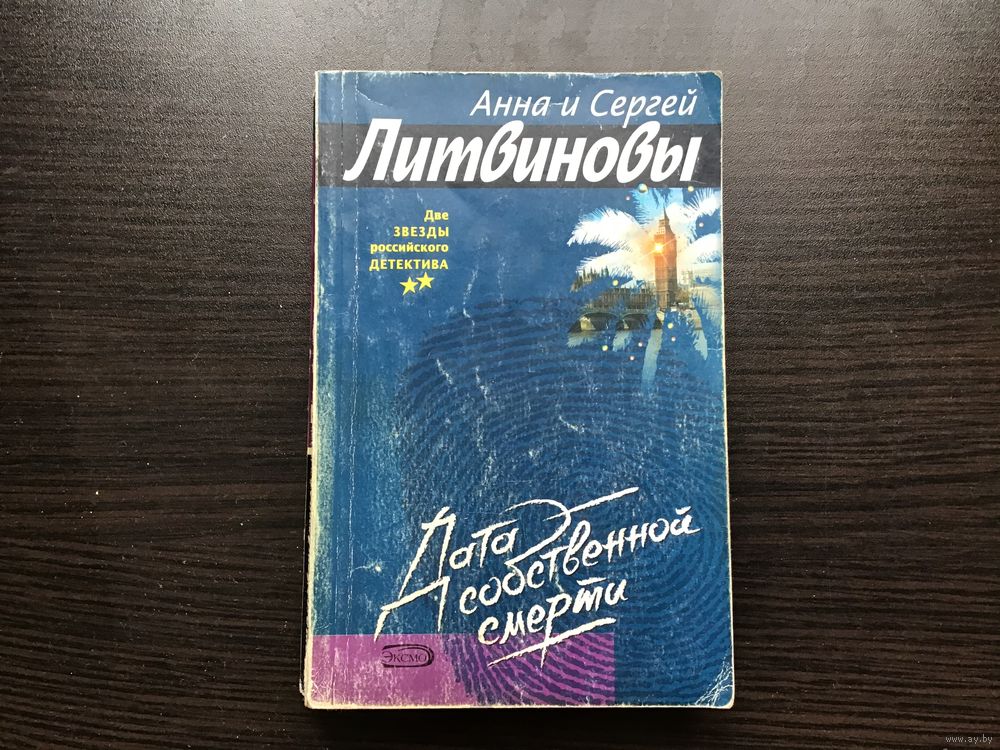 Анна и Сергей
Литвиновы
Две
ЗВЕЗДЫ
российского
ДЕТЕКТИВА
Дата
собственной
смерти
ЭКСМО
www.ay.by